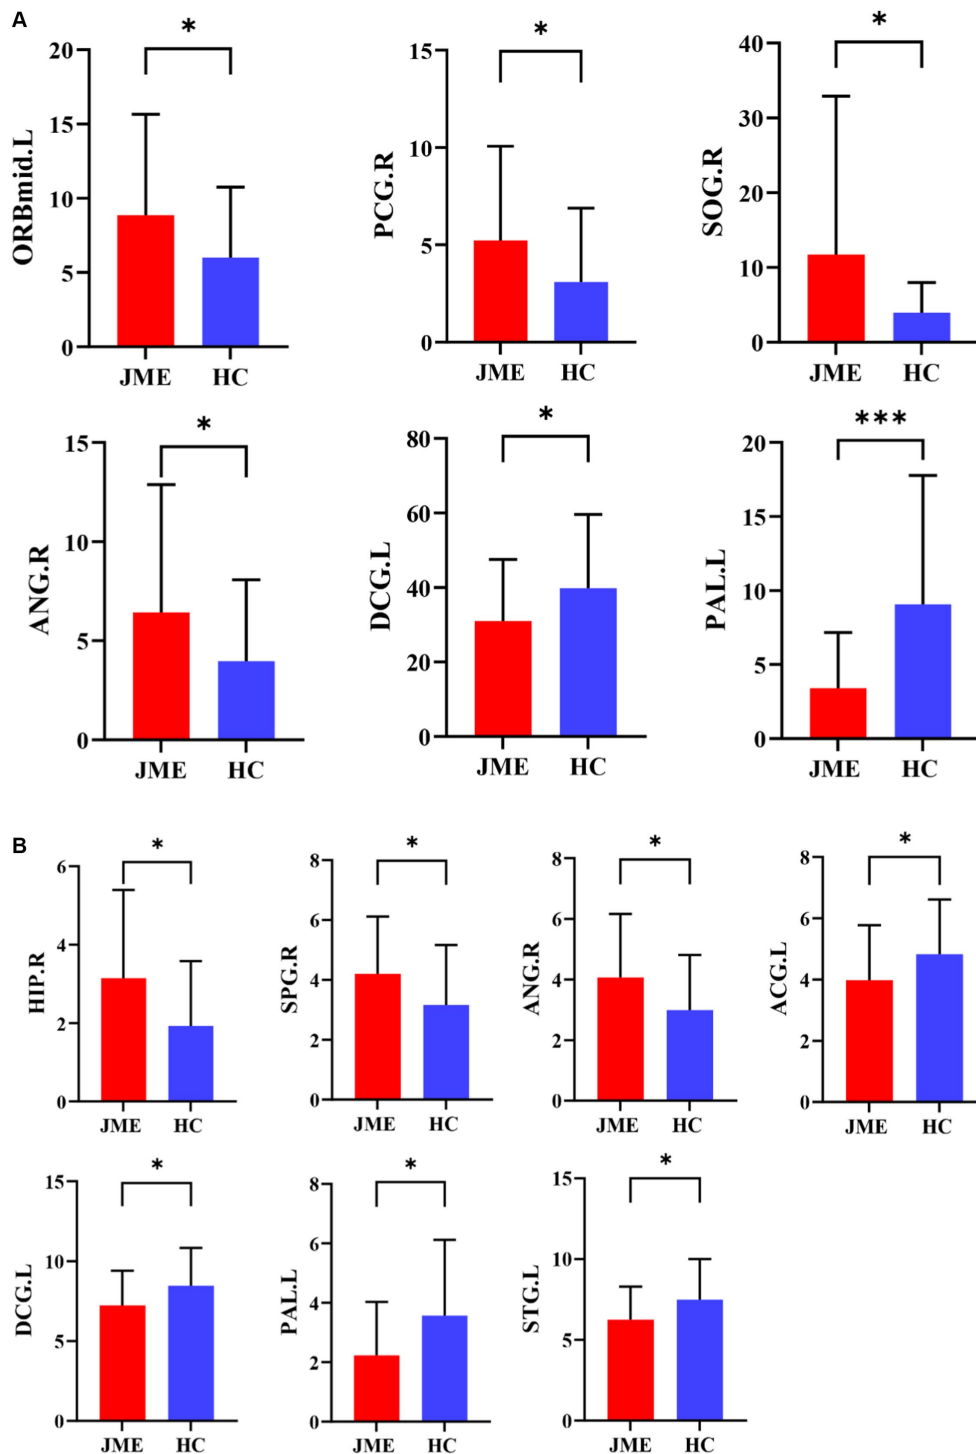 A
* * *
20 15 10 5 0 ORBmid.L JME HC
15 10 5 0 PCG.R JME HC
40 30 20 10 0 SOG.R JME HC
* * ***
15 10 5 0 ANG.R JME HC
80 60 40 20 0 DCG.L JME HC
20 15 10 5 0 PAL.L JME HC
B
* * * *
6 4 2 0 HIP.R JME HC
8 6 4 2 0 SPG.R JME HC
8 6 4 2 0 ANG.R JME HC
8 6 4 2 0 ACG.L JME HC
* * *
15 10 5 0 DCG.L JME HC
8 6 4 2 0 PAL.L JME HC
15 10 5 0 STG.L JME HC